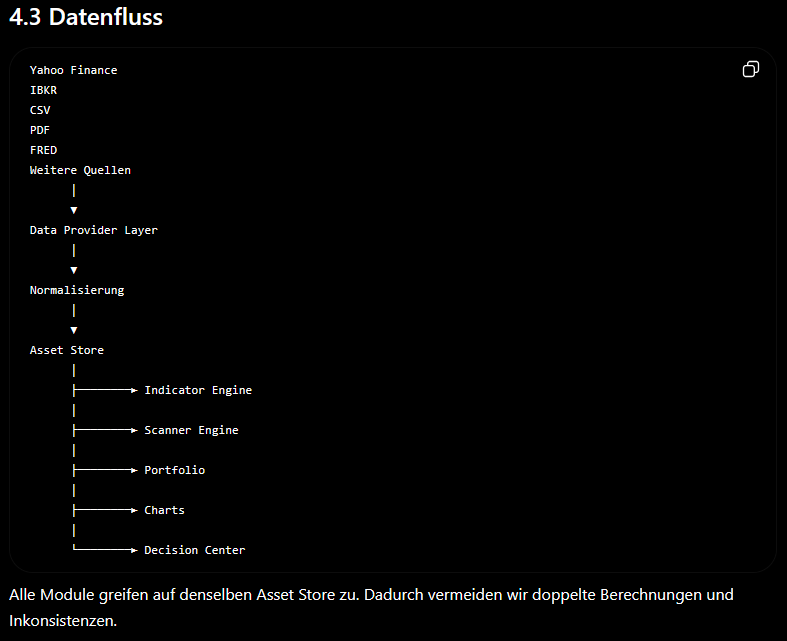 4.3 Datenfluss
Yahoo Finance
IBKR
CSV
PDF
FRED
Weitere Quellen
│
▼
Data Provider Layer
│
▼
Normalisierung
│
▼
Asset Store
│
├────────► Indicator Engine
│
├────────► Scanner Engine
│
├────────► Portfolio
│
├────────► Charts
│
└────────► Decision Center
Alle Module greifen auf denselben Asset Store zu. Dadurch vermeiden wir doppelte Berechnungen und
Inkonsistenzen.